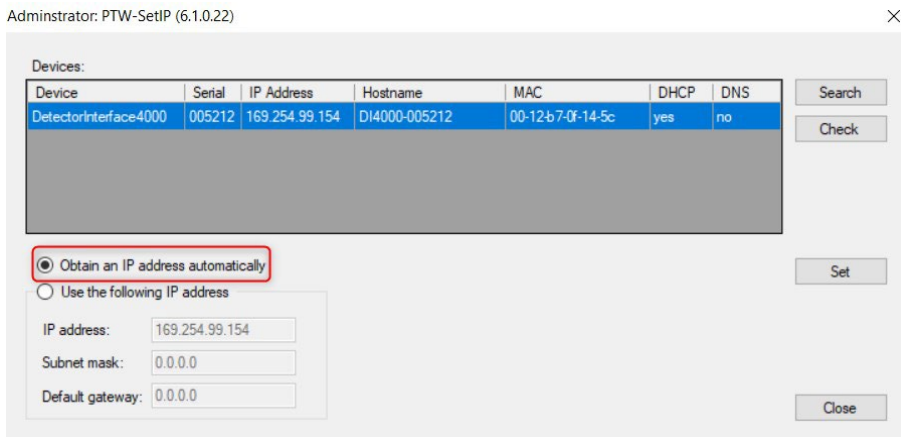 Adminstrator: PTW-SetIP (6.1.0.22)
Devices:
Device Serial IP Address Hostname MAC DHCP DNS
DetectorInterface4000 005212 169.254.99.154 DI4000-005212 00-12-b7-0f-14-5c yes no
Search
Check
Obtain an IP address automatically
Set
Use the following IP address
IP address: 169.254.99.154
Subnet mask: 0.0.0.0
Default gateway: 0.0.0.0
Close